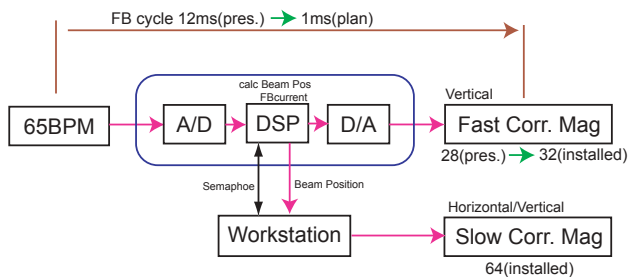 FB cycle 12ms(pres.) → 1ms(plan)
calc Beam Pos
FBcurrent
Vertical
65BPM
A/D
DSP
D/A
Fast Corr. Mag
28(pres.) → 32(installed)
Semaphoe
Beam Position
Horizontal/Vertical
Workstation
Slow Corr. Mag
64(installed)